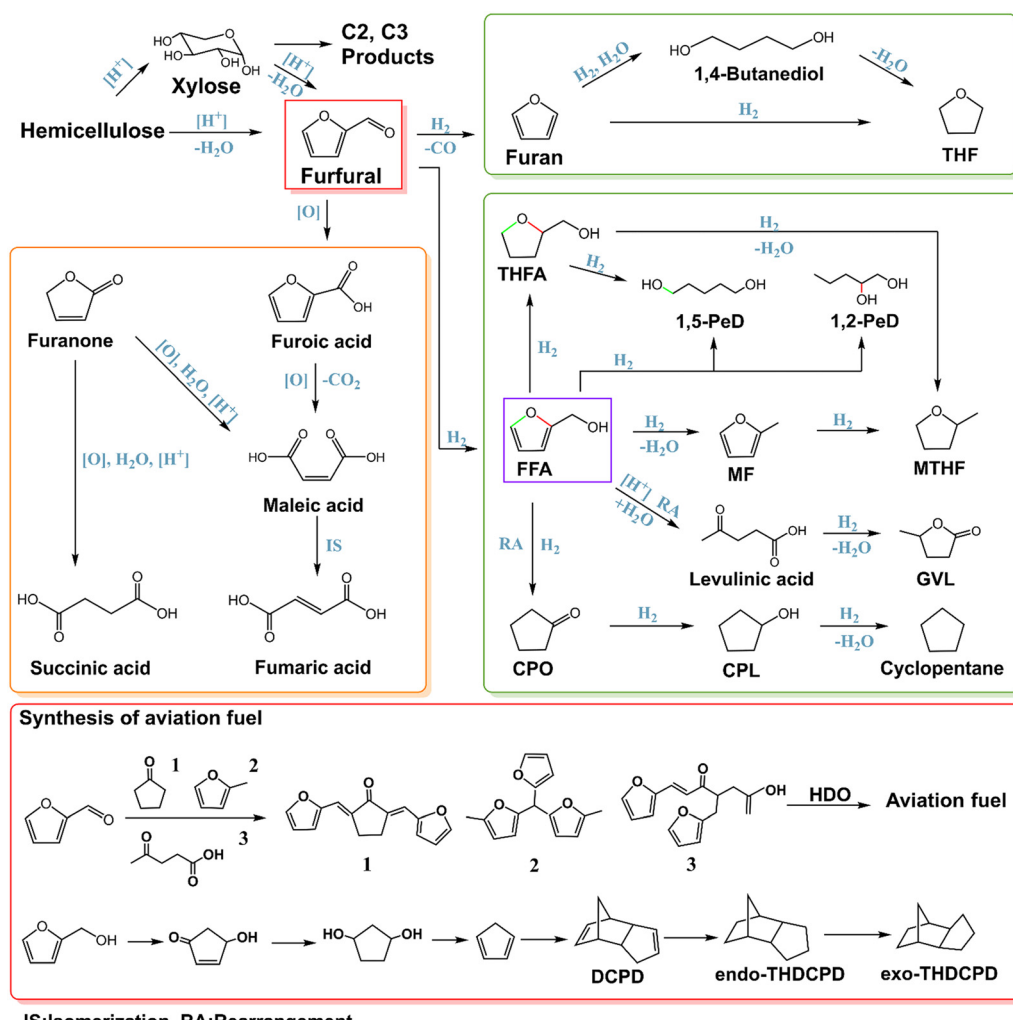 [H⁺]
Xylose
C2, C3
Products
[H⁺]
-H₂O
Hemicellulose
[H⁺]
-H₂O
Furfural
H₂
-CO
H₂, H₂O
1,4-Butanediol
-H₂O
H₂
Furan
THF
[O]
H₂
Furanone
Furoic acid
[O], H₂O, [H⁺]
[O] -CO₂
[O], H₂O, [H⁺]
Maleic acid
IS
Succinic acid
Fumaric acid
THFA
H₂
-H₂O
H₂
1,5-PeD
1,2-PeD
H₂
H₂
FFA
H₂
-H₂O
MF
H₂
MTHF
[H⁺] RA
+H₂O
Levulinic acid
H₂
-H₂O
GVL
RA H₂
CPO
H₂
CPL
H₂
-H₂O
Cyclopentane
Synthesis of aviation fuel
1 2
3
1
2
3
HDO
Aviation fuel
DCPD
endo-THDCPD
exo-THDCPD
O
OH
HO